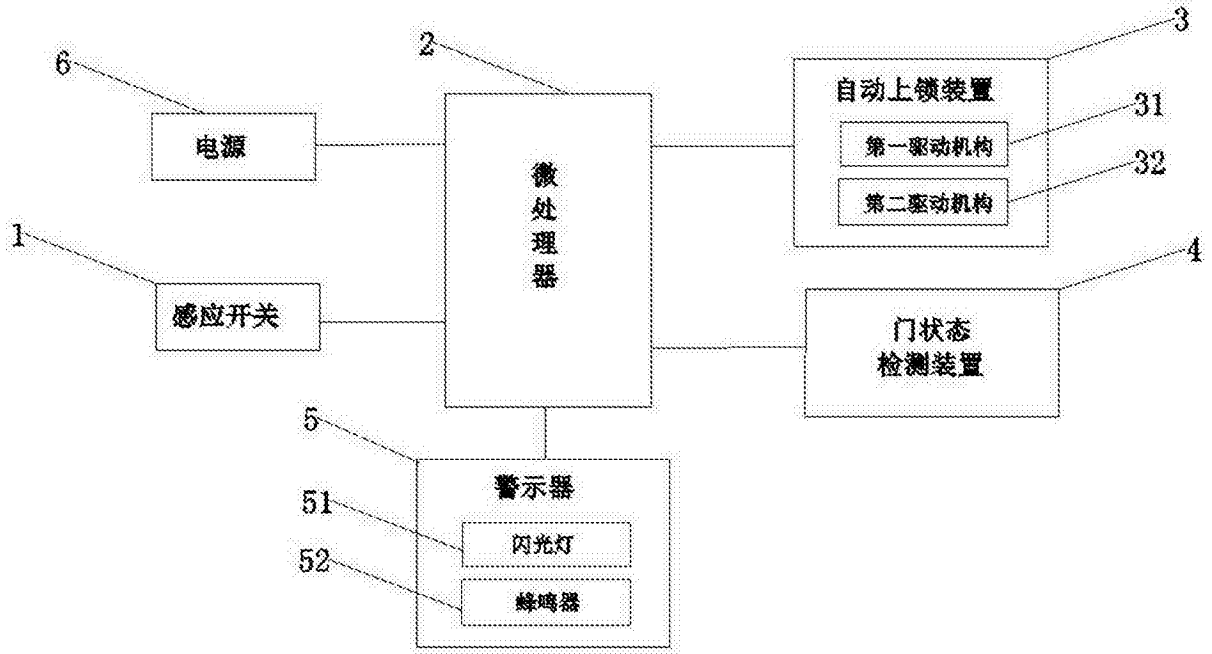 6
电源
2
微
处
理
器
3
自动上锁装置
31
第一驱动机构
32
第二驱动机构
1
感应开关
4
门状态
检测装置
5
警示器
51
闪光灯
52
蜂鸣器